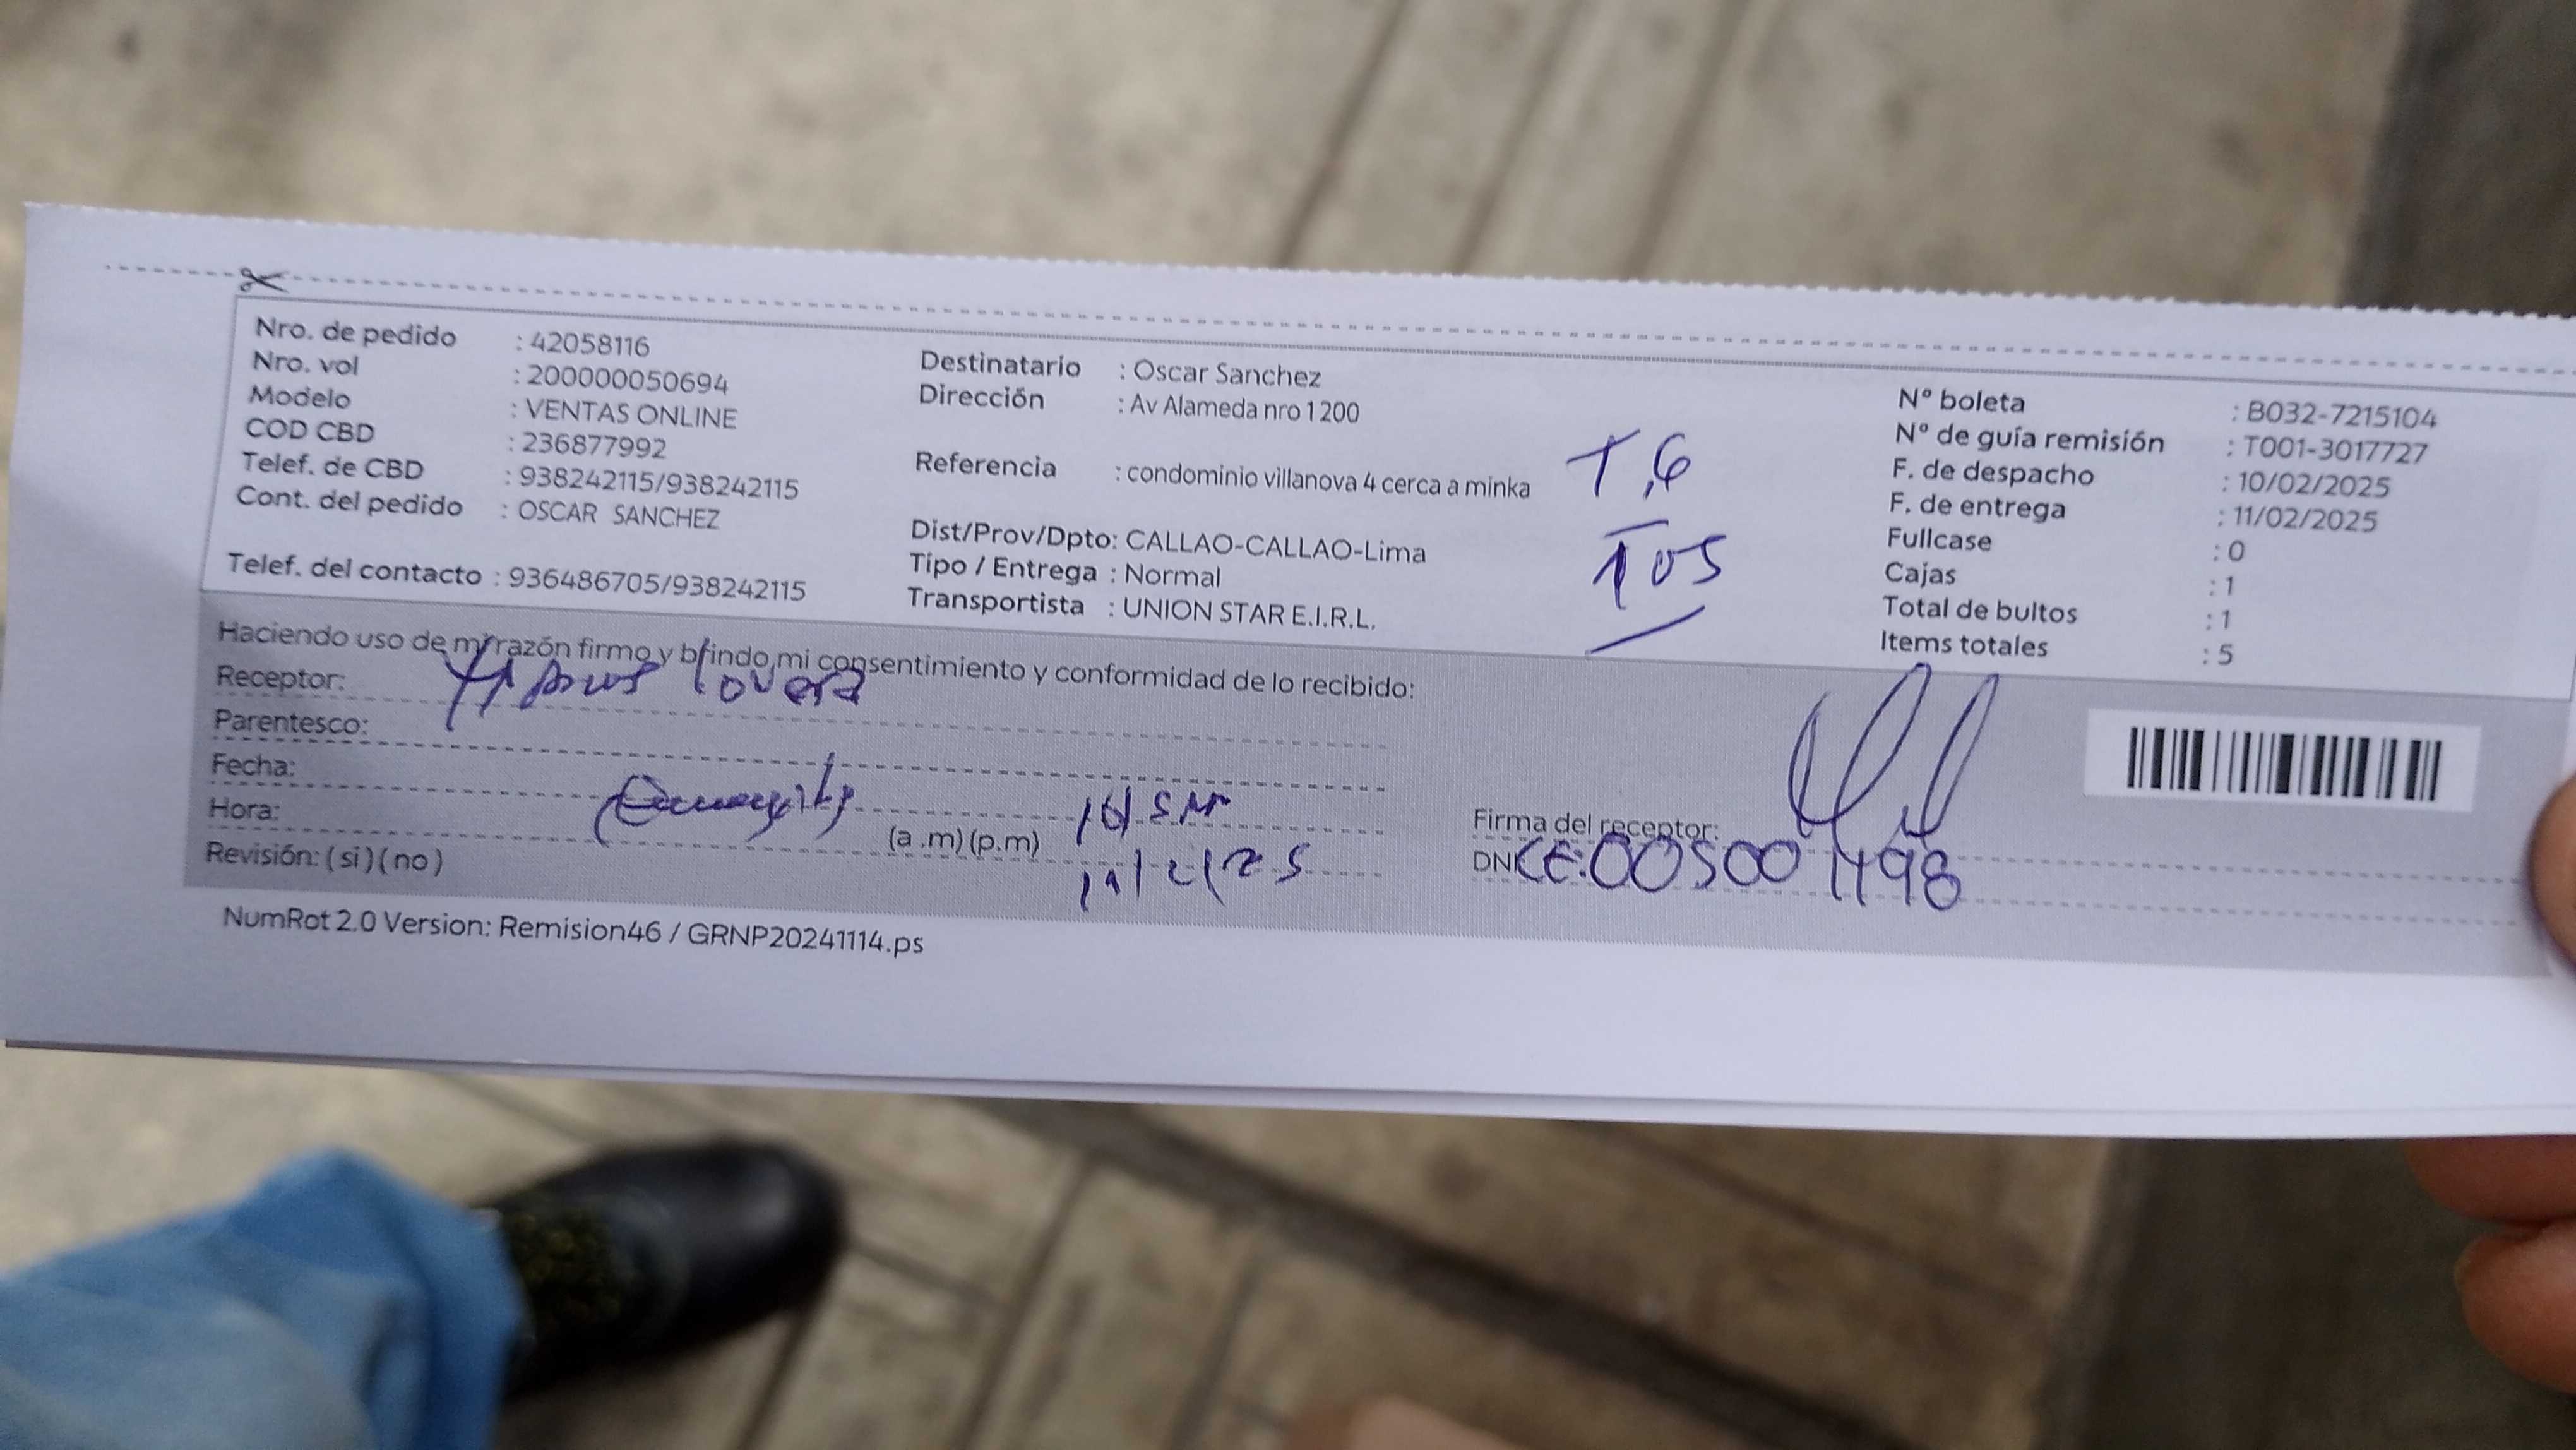 Nro. de pedido : 42058116
Nro. vol : 200000050694
Modelo : VENTAS ONLINE
COD CBD : 236877992
Telef. de CBD : 938242115/938242115
Cont. del pedido : OSCAR SANCHEZ
Telef. del contacto : 936486705/938242115
Destinatario : Oscar Sanchez
Dirección : Av Alameda nro 1200
Referencia : condominio villanova 4 cerca a minka
Dist/Prov/Dpto: CALLAO-CALLAO-Lima
Tipo / Entrega : Normal
Transportista : UNION STAR E.I.R.L.
T,6
T05
N° boleta : B032-7215104
N° de guía remisión : T001-3017727
F. de despacho : 10/02/2025
F. de entrega : 11/02/2025
Fullcase : 0
Cajas : 1
Total de bultos : 1
Items totales : 5
Haciendo uso de mi razón firmo y brindo mi consentimiento y conformidad de lo recibido:
Receptor: Lovera
Parentesco:
Fecha:
Hora: (a .m) (p.m)
Revisión: ( si ) ( no )
Firma del receptor:
DNI CE: 005001498
NumRot 2.0 Version: Remision46 / GRNP20241114.ps